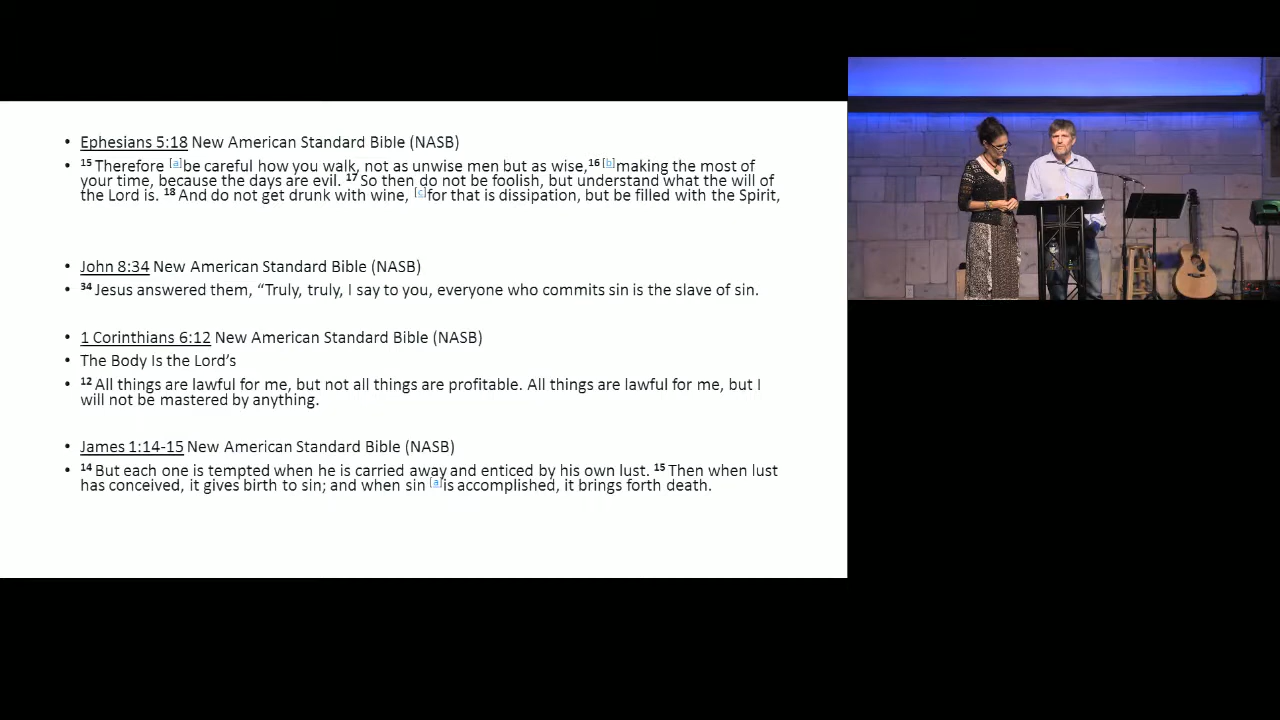 • Ephesians 5:18 New American Standard Bible (NASB)
• 15 Therefore [a]be careful how you walk, not as unwise men but as wise,16 [b]making the most of
your time, because the days are evil. 17 So then do not be foolish, but understand what the will of
the Lord is. 18 And do not get drunk with wine, [c]for that is dissipation, but be filled with the Spirit,
• John 8:34 New American Standard Bible (NASB)
• 34 Jesus answered them, “Truly, truly, I say to you, everyone who commits sin is the slave of sin.
• 1 Corinthians 6:12 New American Standard Bible (NASB)
• The Body Is the Lord’s
• 12 All things are lawful for me, but not all things are profitable. All things are lawful for me, but I
will not be mastered by anything.
• James 1:14-15 New American Standard Bible (NASB)
• 14 But each one is tempted when he is carried away and enticed by his own lust. 15 Then when lust
has conceived, it gives birth to sin; and when sin [a]is accomplished, it brings forth death.